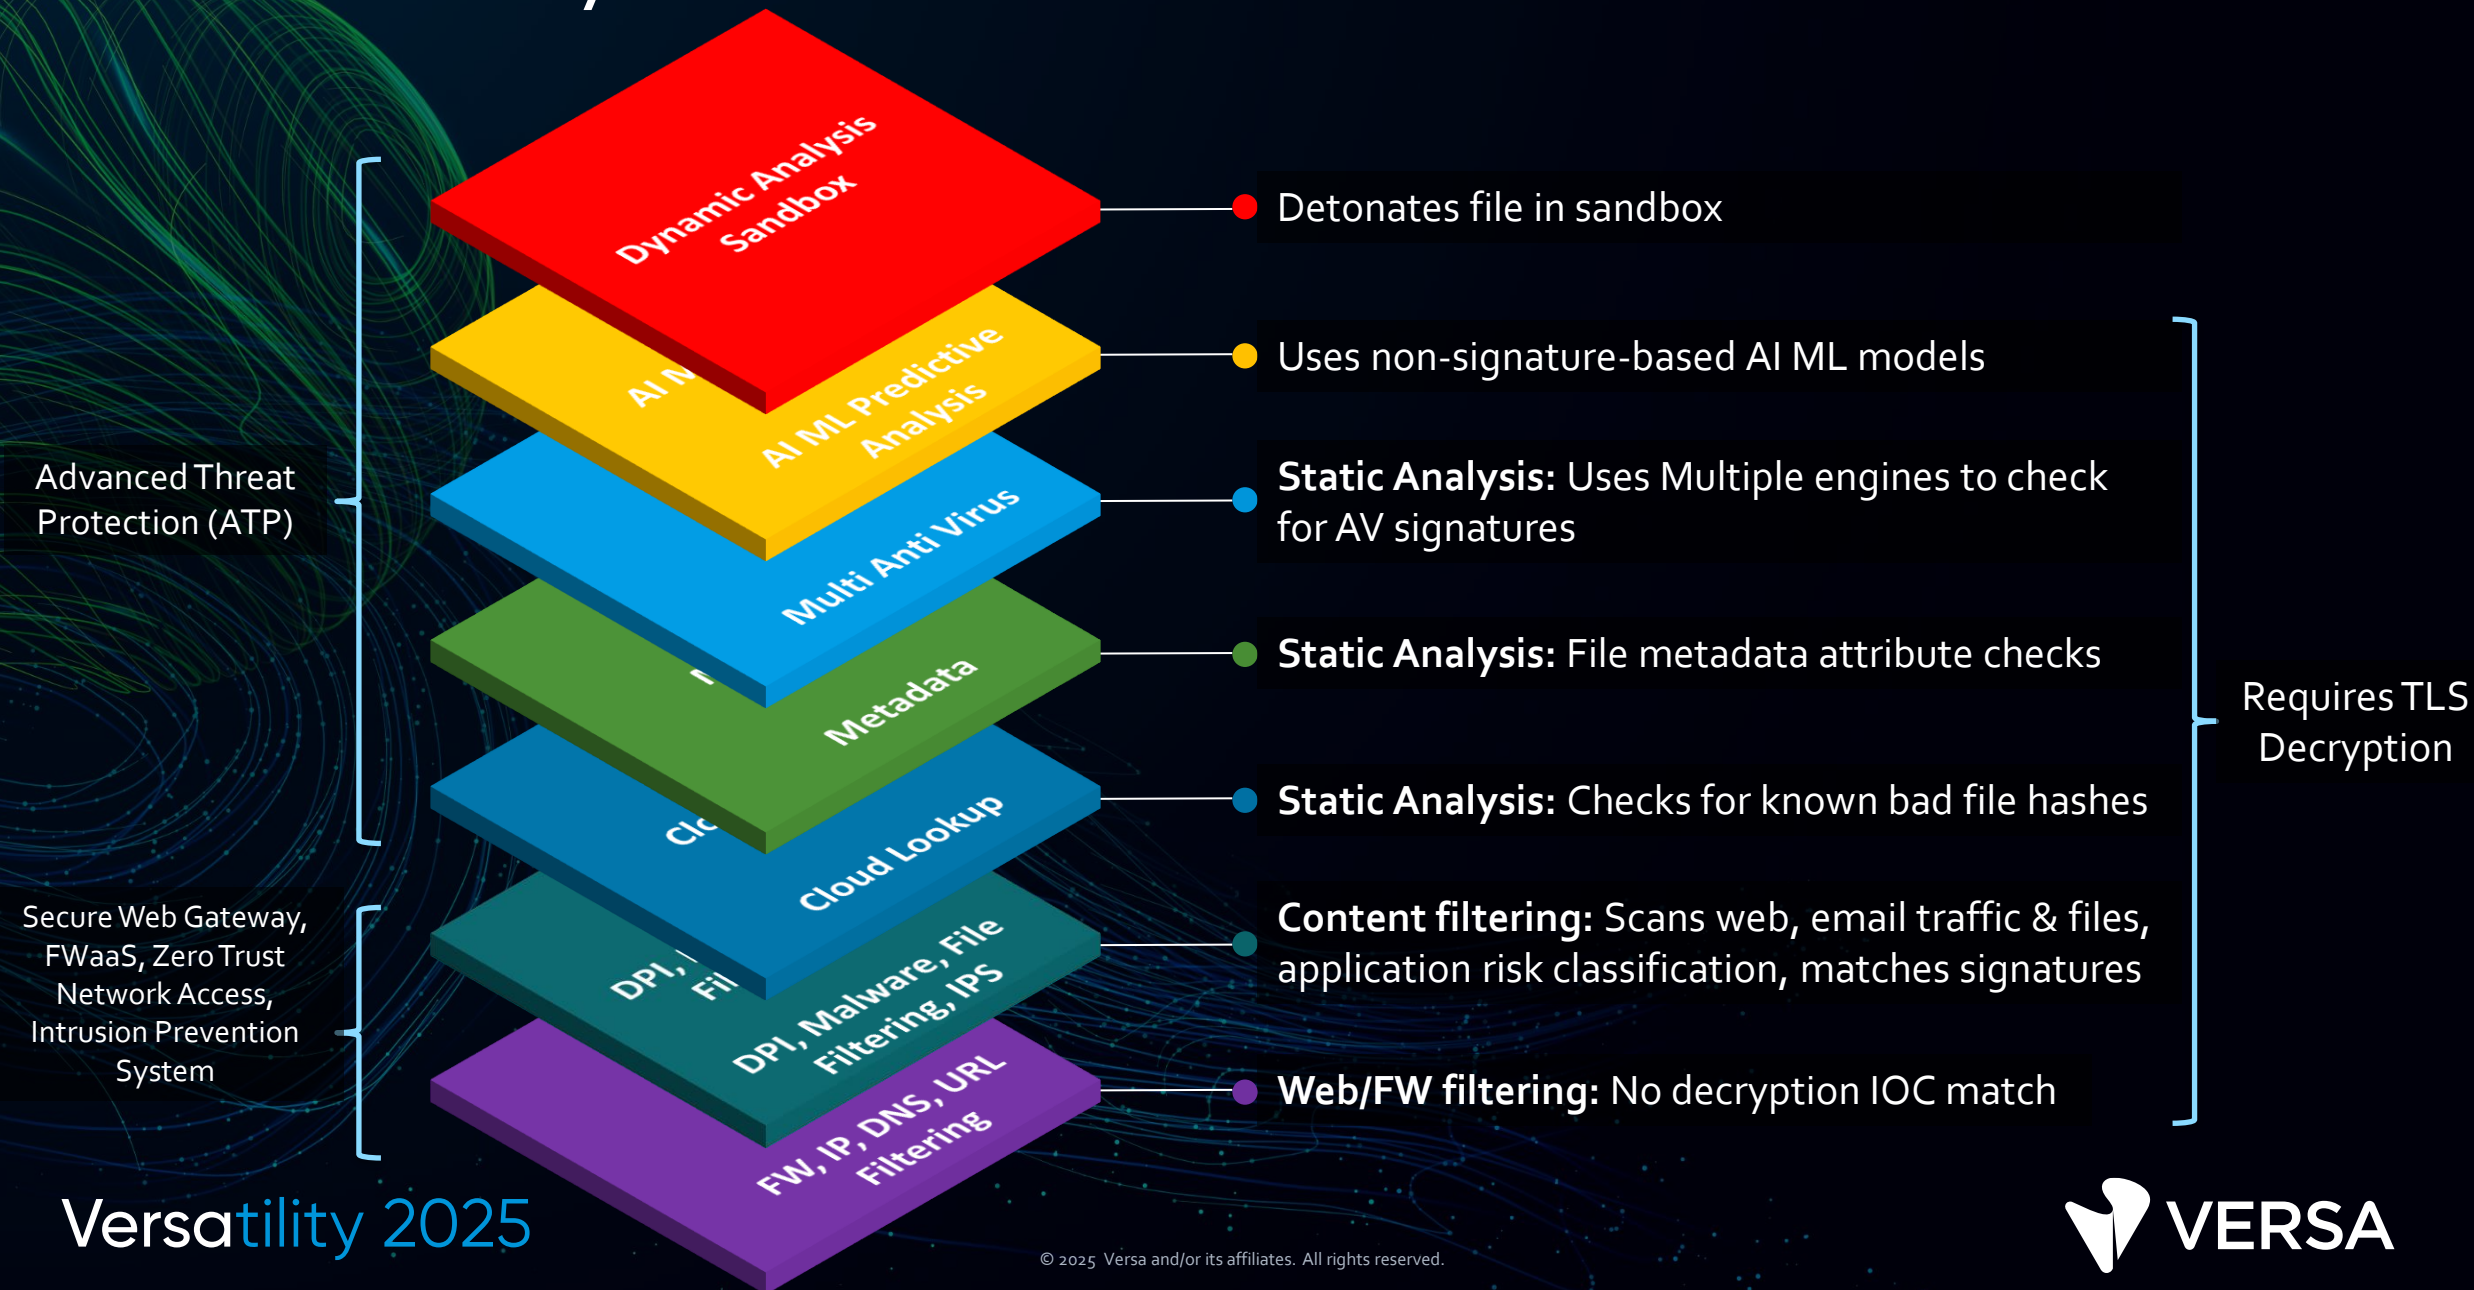 Dynamic Analysis
Sandbox
Detonates file in sandbox
AI ML Predictive
Analysis
AI
Uses non-signature-based AI ML models
Advanced Threat
Protection (ATP)
Multi Anti Virus
Static Analysis: Uses Multiple engines to check
for AV signatures
Metadata
Static Analysis: File metadata attribute checks
Requires TLS
Decryption
Cloud Lookup
Static Analysis: Checks for known bad file hashes
Secure Web Gateway,
FWaaS, Zero Trust
Network Access,
Intrusion Prevention
System
DPI,
DPI, Malware, File
Filtering, IPS
Content filtering: Scans web, email traffic & files,
application risk classification, matches signatures
FW, IP, DNS, URL
Filtering
Web/FW filtering: No decryption IOC match
Versatility 2025
© 2025 Versa and/or its affiliates. All rights reserved.
VERSA